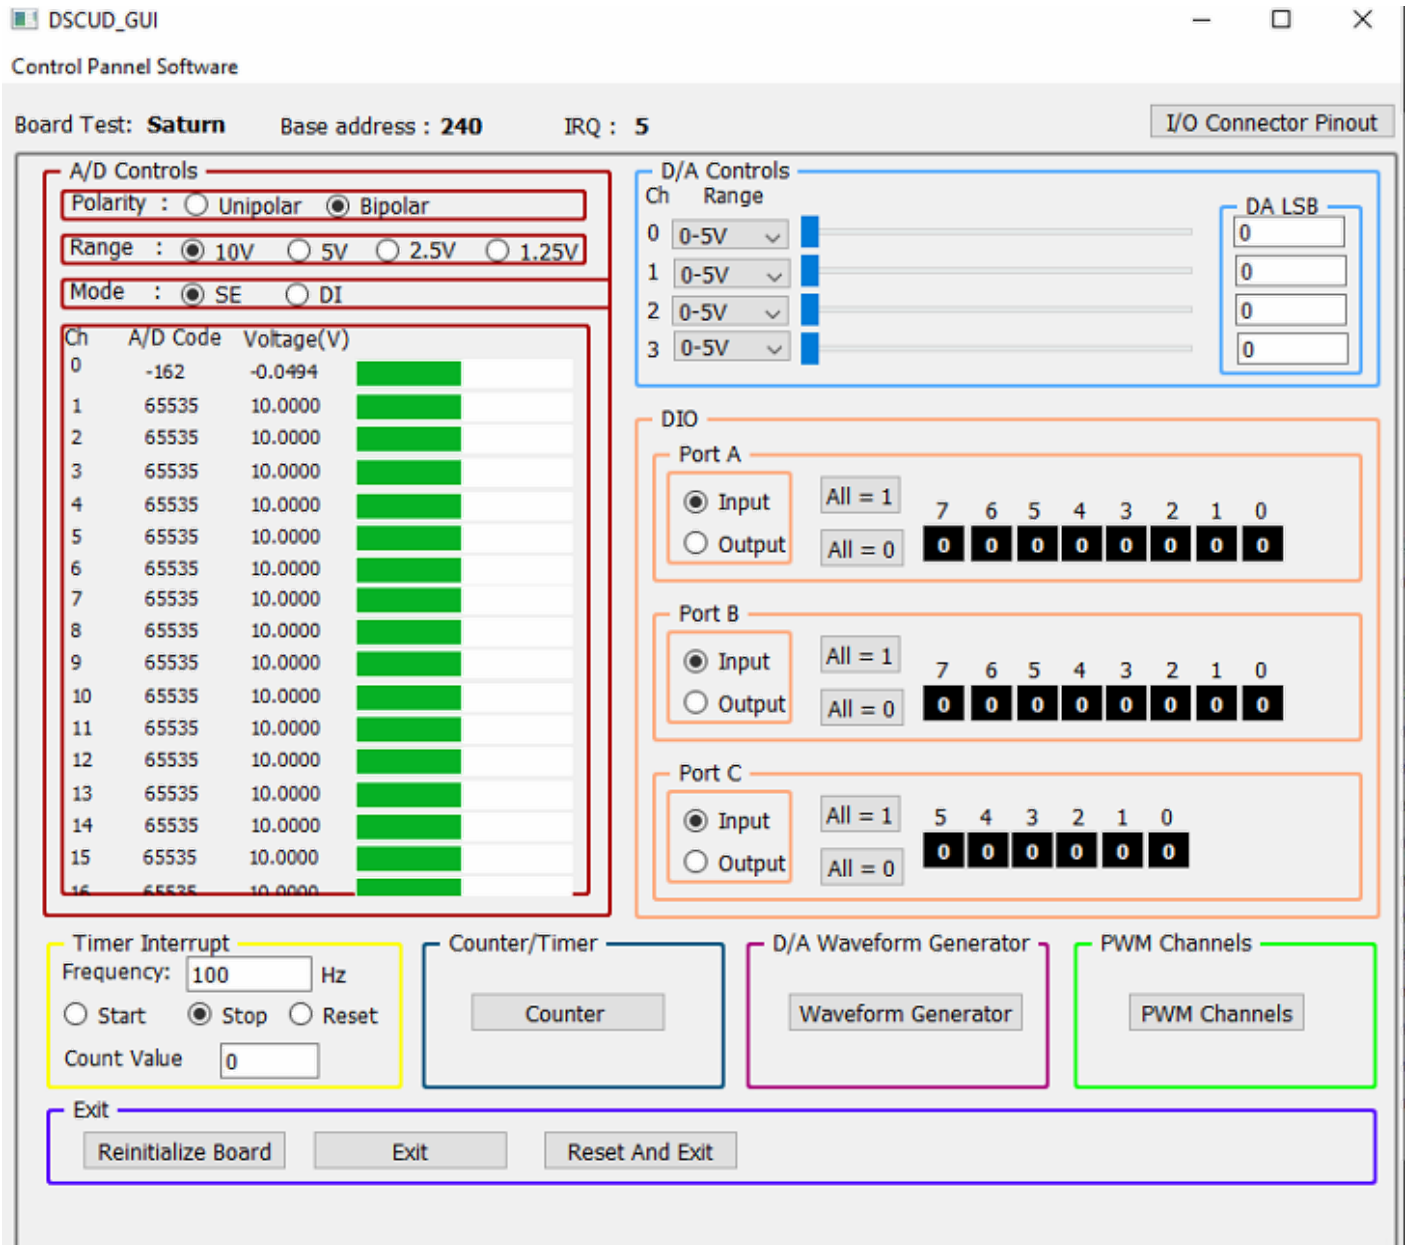 DSCUD_GUI
Control Pannel Software
Board Test: Saturn Base address : 240 IRQ : 5 I/O Connector Pinout
A/D Controls
Polarity : Unipolar Bipolar
Range : 10V 5V 2.5V 1.25V
Mode : SE DI
Ch A/D Code Voltage(V)
0 -162 -0.0494
1 65535 10.0000
2 65535 10.0000
3 65535 10.0000
4 65535 10.0000
5 65535 10.0000
6 65535 10.0000
7 65535 10.0000
8 65535 10.0000
9 65535 10.0000
10 65535 10.0000
11 65535 10.0000
12 65535 10.0000
13 65535 10.0000
14 65535 10.0000
15 65535 10.0000
16 65535 10.0000
D/A Controls
Ch Range DA LSB
0 0-5V 0
1 0-5V 0
2 0-5V 0
3 0-5V 0
DIO
Port A
Input All = 1
7 6 5 4 3 2 1 0
Output All = 0 0 0 0 0 0 0 0 0
Port B
Input All = 1
7 6 5 4 3 2 1 0
Output All = 0 0 0 0 0 0 0 0 0
Port C
Input All = 1 5 4 3 2 1 0
Output All = 0 0 0 0 0 0 0
Timer Interrupt
Frequency: 100 Hz
Start Stop Reset
Count Value 0
Counter/Timer
Counter
D/A Waveform Generator
Waveform Generator
PWM Channels
PWM Channels
Exit
Reinitialize Board Exit Reset And Exit